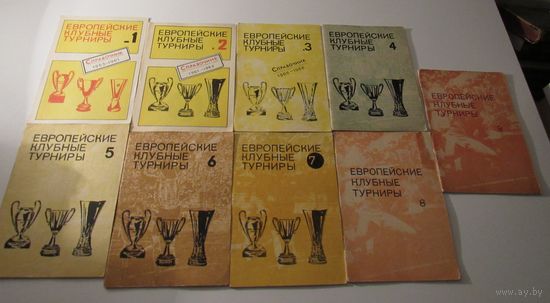 ЕВРОПЕЙСКИЕ
КЛУБНЫЕ
ТУРНИРЫ
1
Справочник
1955-1961
ЕВРОПЕЙСКИЕ
КЛУБНЫЕ
ТУРНИРЫ
2
Справочник
ЕВРОПЕЙСКИЕ
КЛУБНЫЕ
ТУРНИРЫ
3
Справочник
ЕВРОПЕЙСКИЕ
КЛУБНЫЕ
ТУРНИРЫ
4
ЕВРОПЕЙСКИЕ
КЛУБНЫЕ
ТУРНИРЫ
ЕВРОПЕЙСКИЕ
КЛУБНЫЕ
ТУРНИРЫ
5
ЕВРОПЕЙСКИЕ
КЛУБНЫЕ
ТУРНИРЫ
6
ЕВРОПЕЙСКИЕ
КЛУБНЫЕ
ТУРНИРЫ
7
ЕВРОПЕЙСКИЕ
КЛУБНЫЕ
ТУРНИРЫ
8
www.ay.by